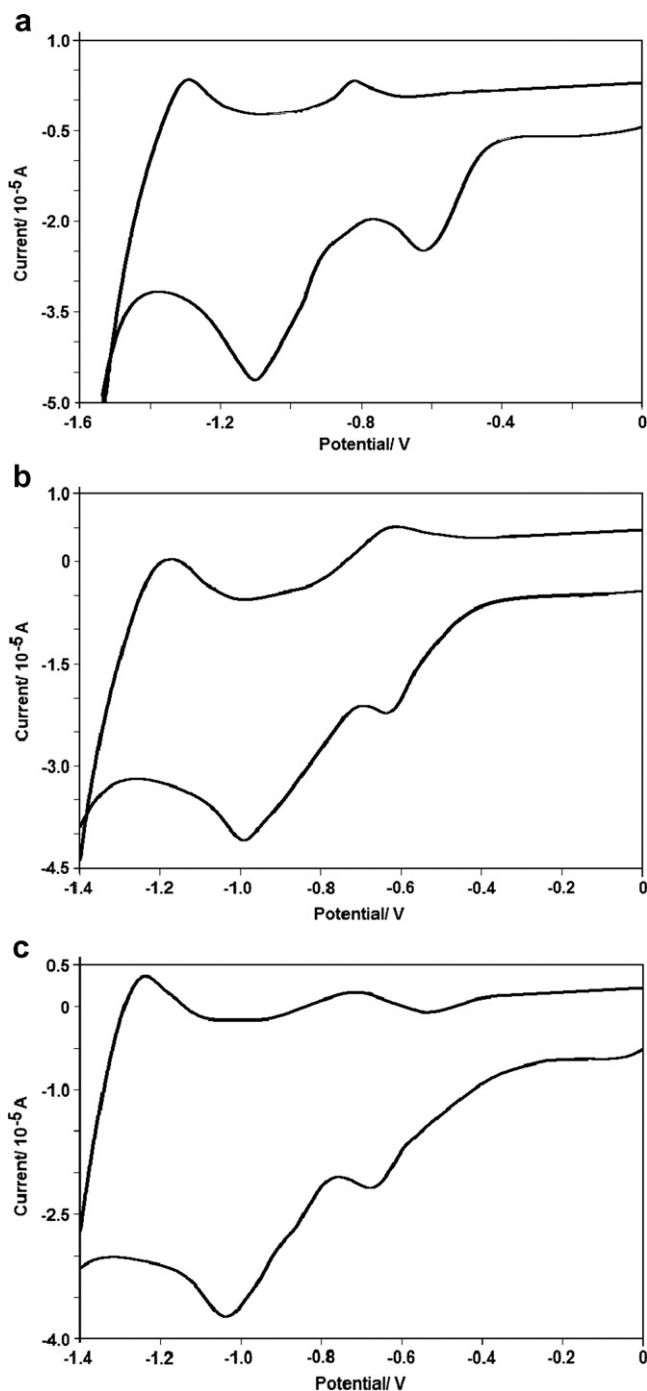 a
1.0
-0.5
-2.0
-3.5
-5.0
Current/ 10-5 A
-1.6 -1.2 -0.8 -0.4 0
Potential/ V
b
1.0
0
-1.5
-3.0
-4.5
Current/ 10-5 A
-1.4 -1.2 -1.0 -0.8 -0.6 -0.4 -0.2 0
Potential/ V
c
0.5
0
-1.0
-2.5
-4.0
Current/ 10-5 A
-1.4 -1.2 -1.0 -0.8 -0.6 -0.4 -0.2 0
Potential/ V